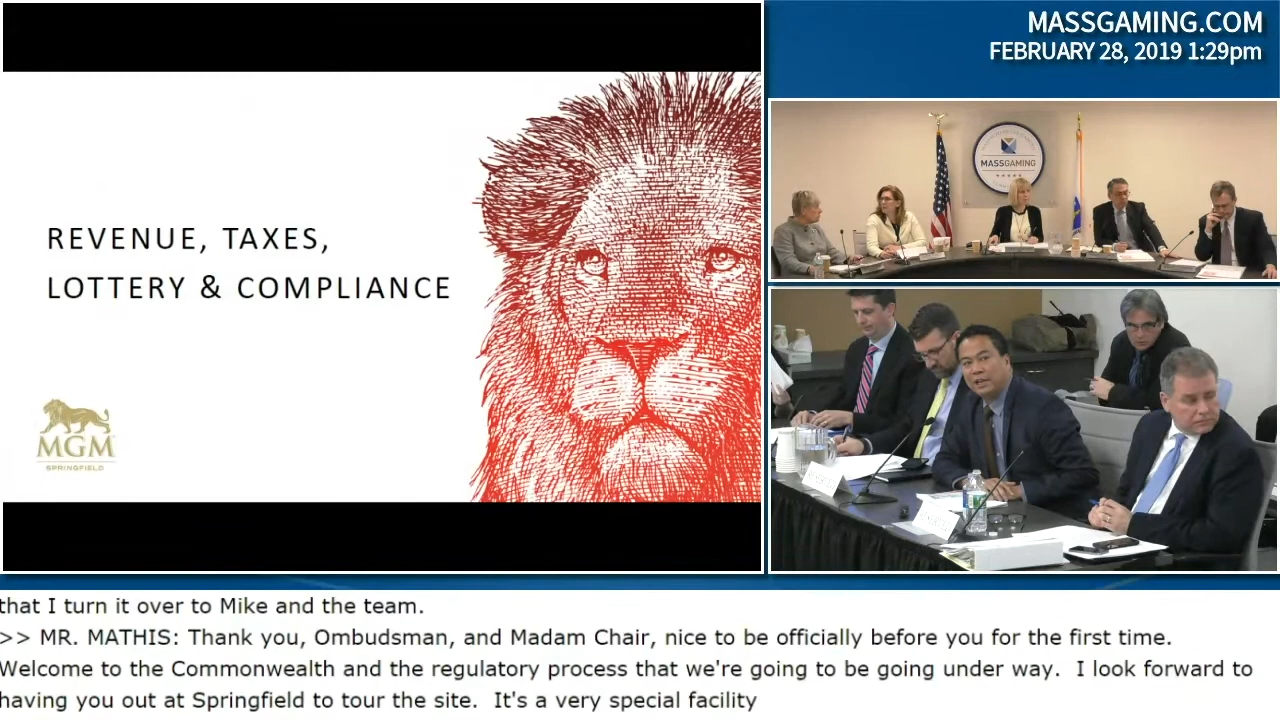 MASSGAMING.COM
FEBRUARY 28, 2019 1:29pm
REVENUE, TAXES,
LOTTERY & COMPLIANCE
MGM
SPRINGFIELD
MASSGAMING
that I turn it over to Mike and the team.
>> MR. MATHIS: Thank you, Ombudsman, and Madam Chair, nice to be officially before you for the first time.
Welcome to the Commonwealth and the regulatory process that we're going to be going under way.  I look forward to
having you out at Springfield to tour the site.  It's a very special facility